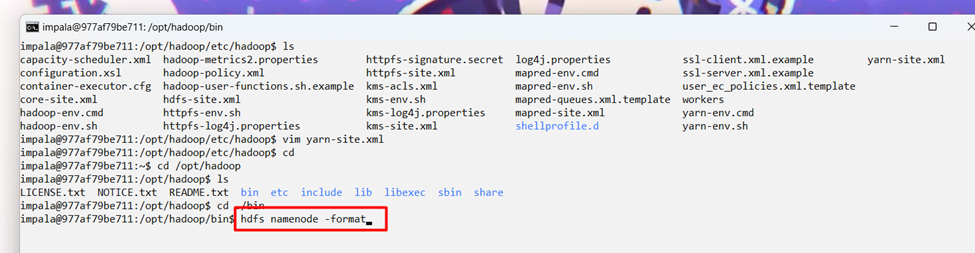 impala@977af79be711: /opt/hadoop/bin
impala@977af79be711:/opt/hadoop/etc/hadoop$ ls
capacity-scheduler.xml hadoop-metrics2.properties httpfs-signature.secret log4j.properties ssl-client.xml.example yarn-site.xml
configuration.xsl hadoop-policy.xml httpfs-site.xml mapred-env.cmd ssl-server.xml.example
container-executor.cfg hadoop-user-functions.sh.example kms-acls.xml mapred-env.sh user_ec_policies.xml.template
core-site.xml hdfs-site.xml kms-env.sh mapred-queues.xml.template workers
hadoop-env.cmd httpfs-env.sh kms-log4j.properties mapred-site.xml yarn-env.cmd
hadoop-env.sh httpfs-log4j.properties kms-site.xml shellprofile.d yarn-env.sh
impala@977af79be711:/opt/hadoop/etc/hadoop$ vim yarn-site.xml
impala@977af79be711:/opt/hadoop/etc/hadoop$ cd
impala@977af79be711:~$ cd /opt/hadoop
impala@977af79be711:/opt/hadoop$ ls
LICENSE.txt NOTICE.txt README.txt bin etc include lib libexec sbin share
impala@977af79be711:/opt/hadoop$ cd ./bin
impala@977af79be711:/opt/hadoop/bin$ hdfs namenode -format